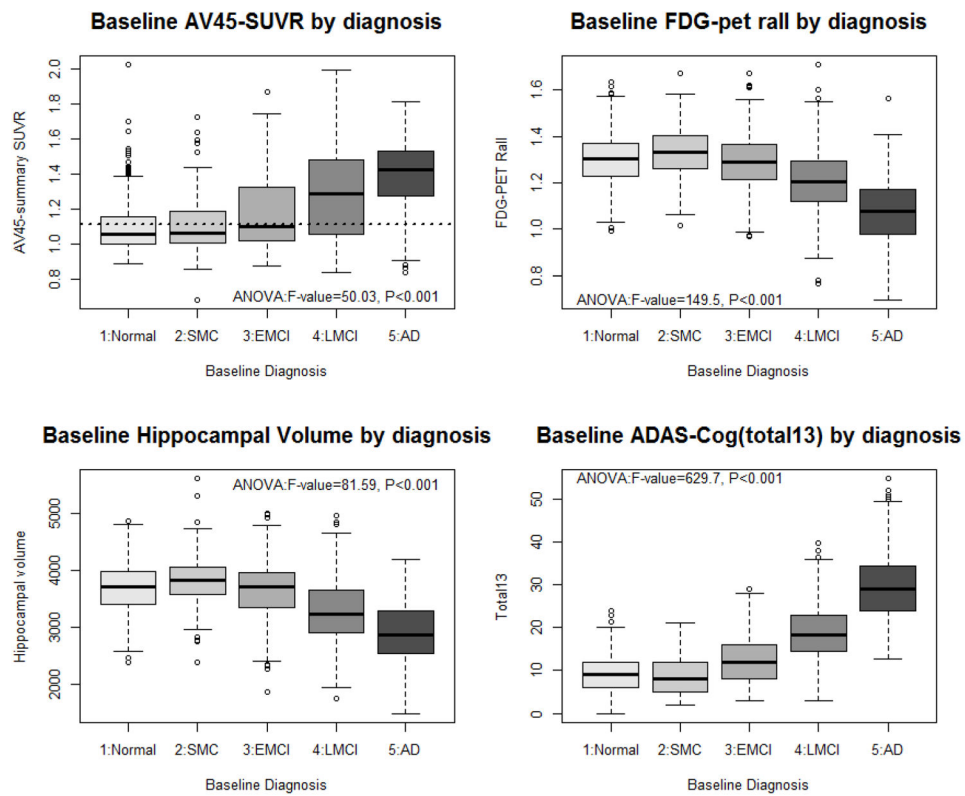 Baseline AV45-SUVR by diagnosis
AV45-summary SUVR
2.0
1.8
1.6
1.4
1.2
1.0
0.8
ANOVA:F-value=50.03, P<0.001
1:Normal 2:SMC 3:EMCI 4:LMCI 5:AD
Baseline Diagnosis
Baseline FDG-pet rall by diagnosis
FDG-PET Rall
1.6
1.4
1.2
1.0
0.8
ANOVA:F-value=149.5, P<0.001
1:Normal 2:SMC 3:EMCI 4:LMCI 5:AD
Baseline Diagnosis
Baseline Hippocampal Volume by diagnosis
Hippocampal volume
5000
4000
3000
2000
ANOVA:F-value=81.59, P<0.001
1:Normal 2:SMC 3:EMCI 4:LMCI 5:AD
Baseline Diagnosis
Baseline ADAS-Cog(total13) by diagnosis
Total13
50
40
30
20
10
0
ANOVA:F-value=629.7, P<0.001
1:Normal 2:SMC 3:EMCI 4:LMCI 5:AD
Baseline Diagnosis